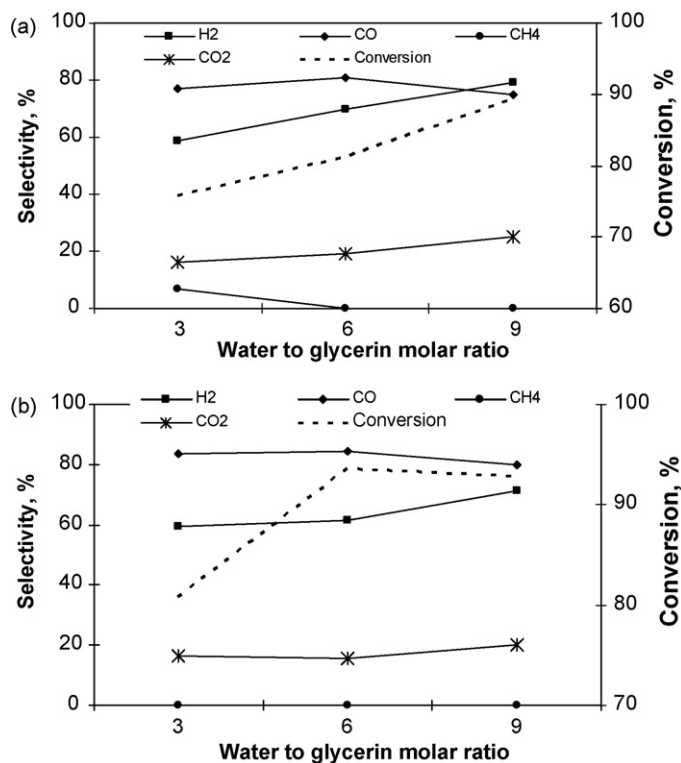 (a)
100
100
H2
CO
CH4
CO2
Conversion
80
90
60
80
40
20
70
0
60
3
6
9
Selectivity, %
Conversion, %
Water to glycerin molar ratio
(b)
H2
CO
CH4
CO2
Conversion
100
100
80
90
60
40
80
20
0
70
3
6
9
Selectivity, %
Conversion, %
Water to glycerin molar ratio